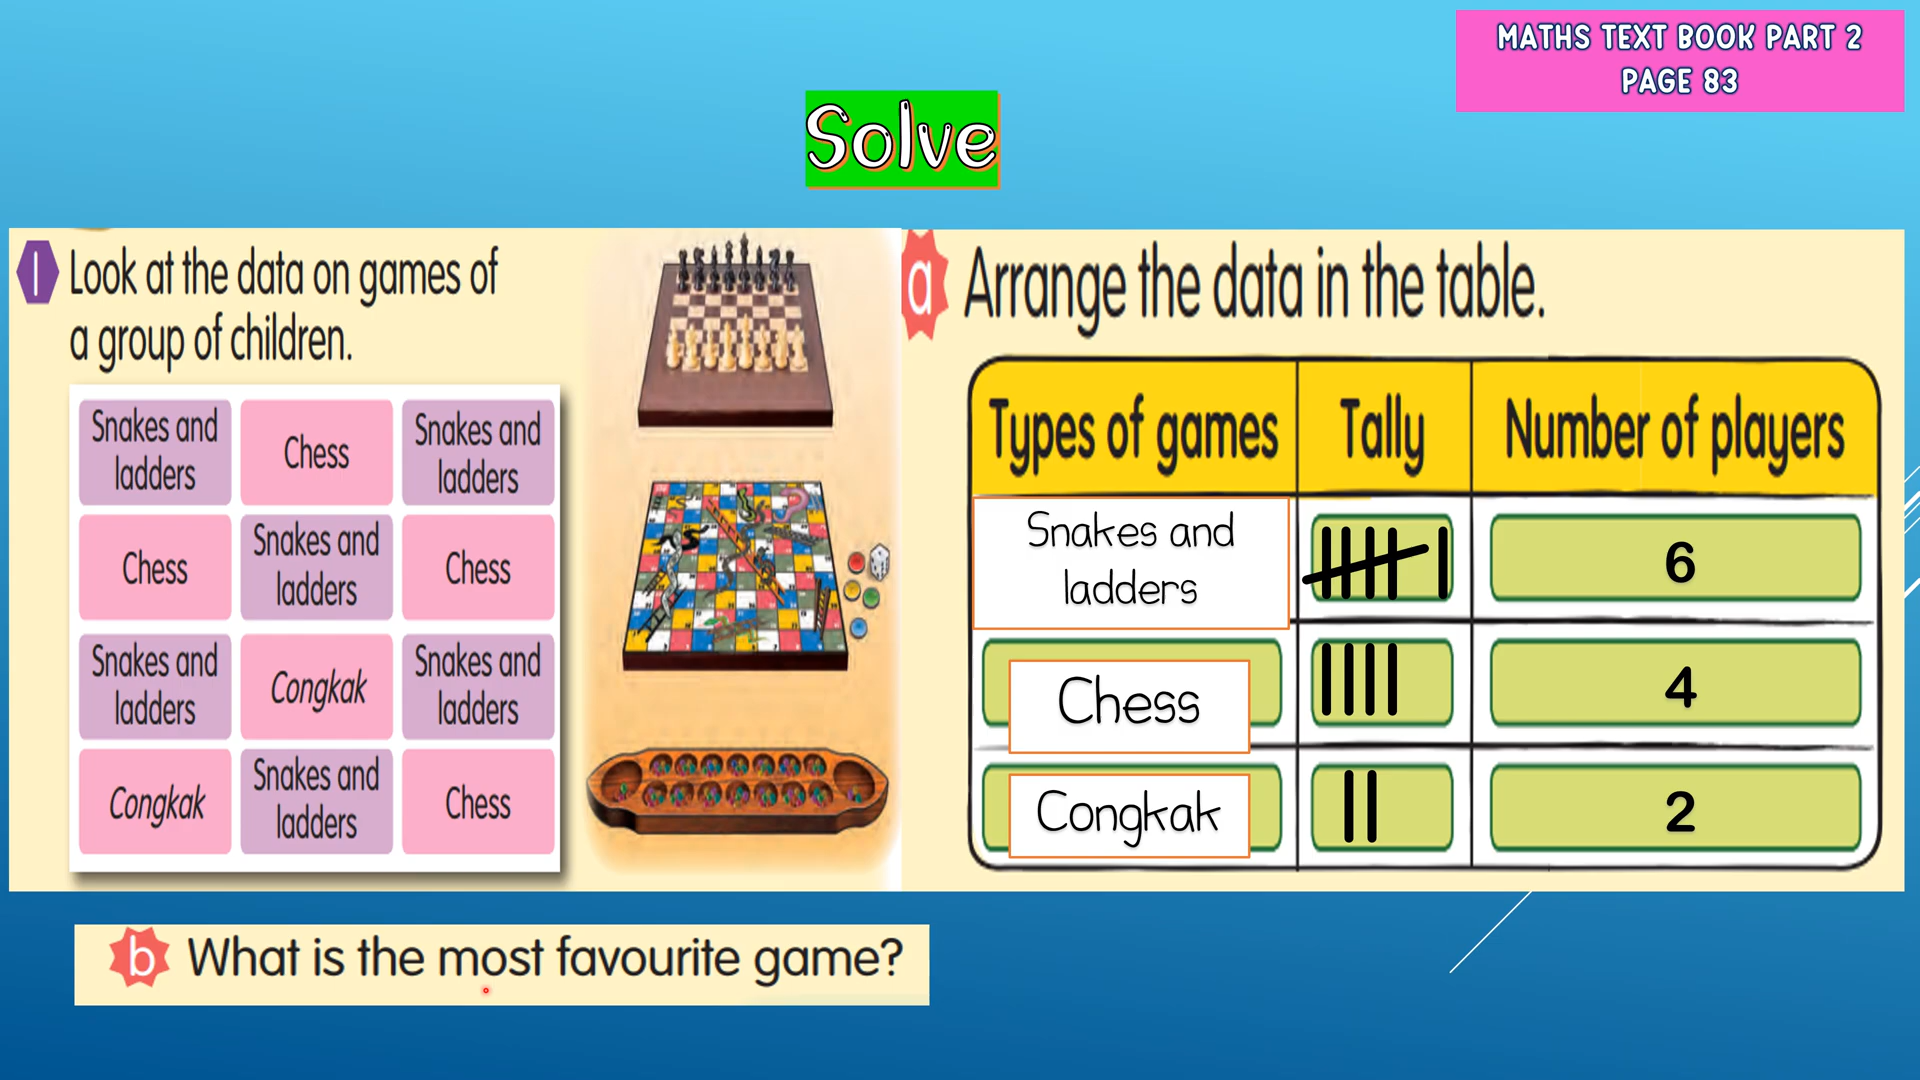 MATHS TEXT BOOK PART 2
PAGE 83
Solve
1 Look at the data on games of
a group of children.
Snakes and
ladders
Chess
Snakes and
ladders
Chess
Snakes and
ladders
Chess
Snakes and
ladders
Congkak
Snakes and
ladders
Congkak
Snakes and
ladders
Chess
a Arrange the data in the table.
Types of games Tally Number of players
Snakes and
ladders
6
Chess 4
Congkak 2
b What is the most favourite game?